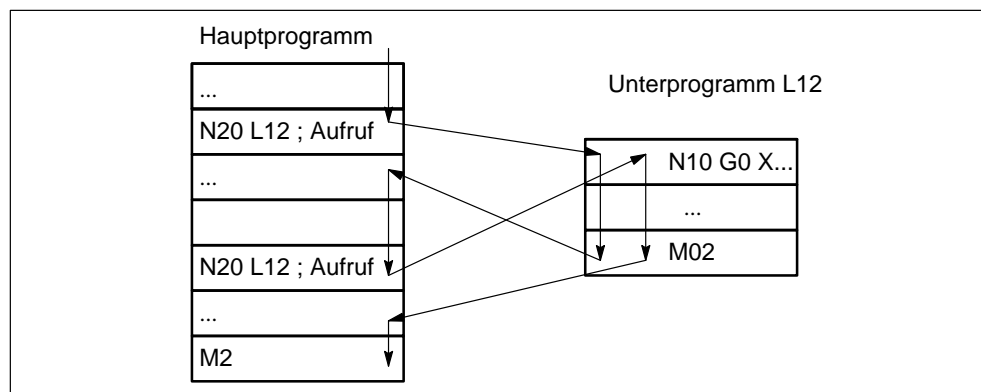 Hauptprogramm
...
N20 L12 ; Aufruf
...
N20 L12 ; Aufruf
...
M2
Unterprogramm L12
N10 G0 X...
...
M02